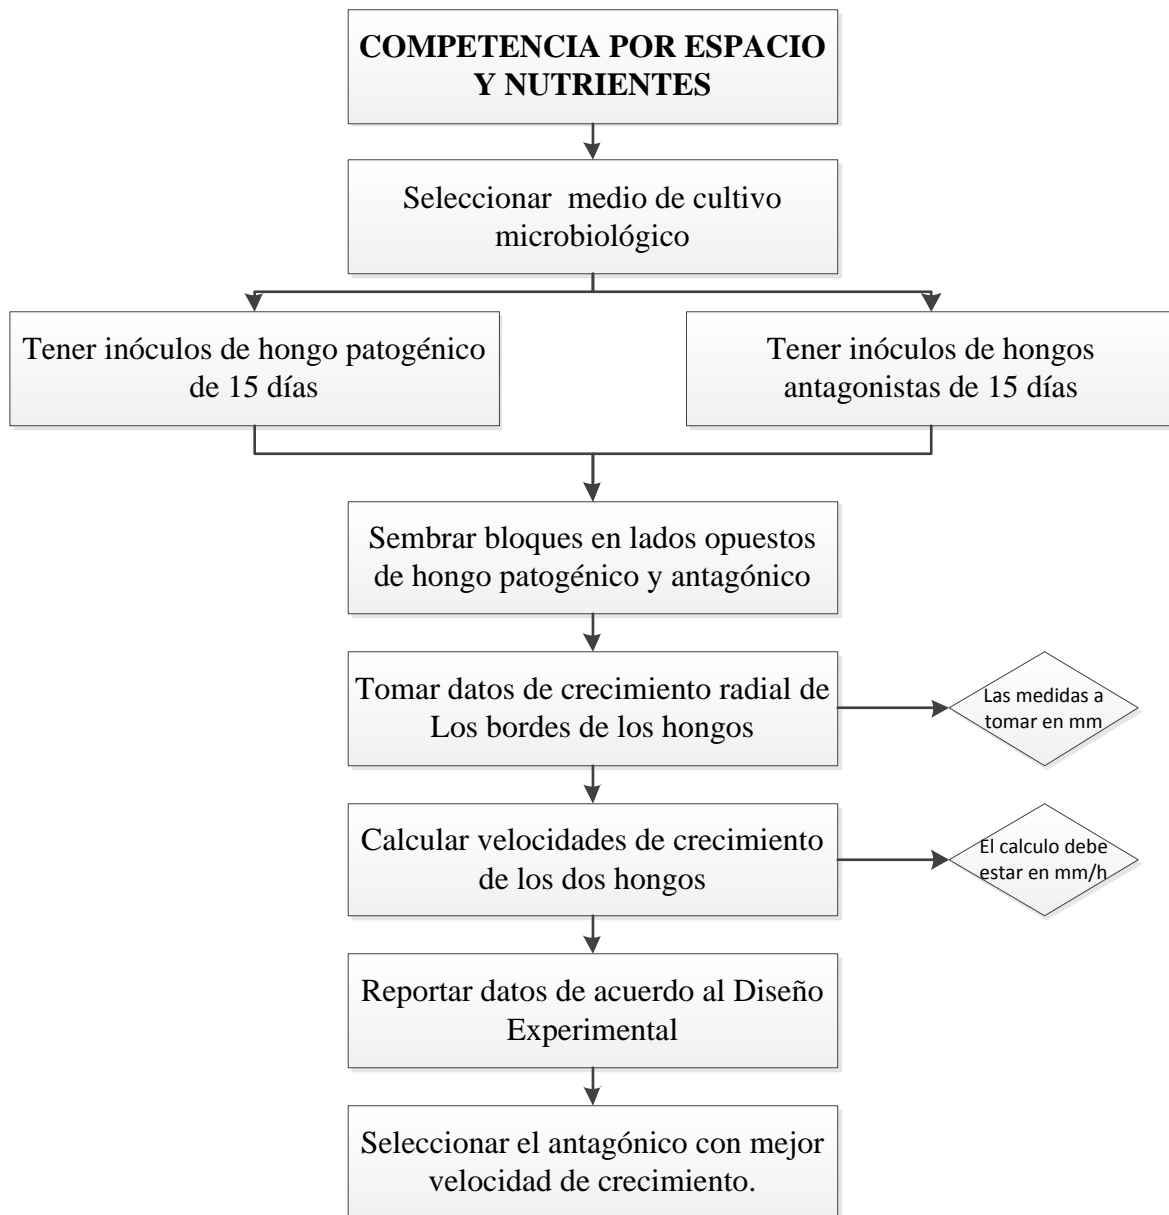 COMPETENCIA POR ESPACIO
Y NUTRIENTES
Seleccionar medio de cultivo
microbiológico
Tener inóculos de hongo patogénico
de 15 días
Tener inóculos de hongos
antagonistas de 15 días
Sembrar bloques en lados opuestos
de hongo patogénico y antagónico
Tomar datos de crecimiento radial de
Los bordes de los hongos
Las medidas a
tomar en mm
Calcular velocidades de crecimiento
de los dos hongos
El calculo debe
estar en mm/h
Reportar datos de acuerdo al Diseño
Experimental
Seleccionar el antagónico con mejor
velocidad de crecimiento.